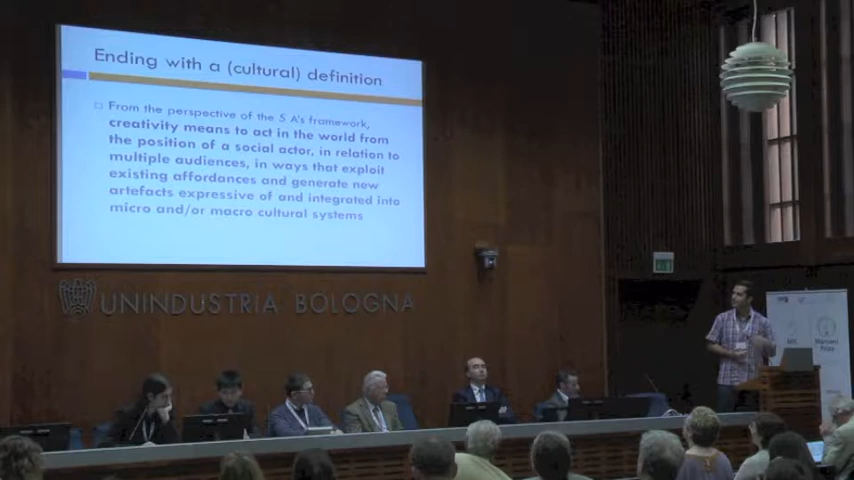 Ending with a (cultural) definition
From the perspective of the 5 A's framework,
creativity means to act in the world from
the position of a social actor, in relation to
multiple audiences, in ways that exploit
existing affordances and generate new
artefacts expressive of and integrated into
micro and/or macro cultural systems
UNINDUSTRIA BOLOGNA
Marconi
Prize